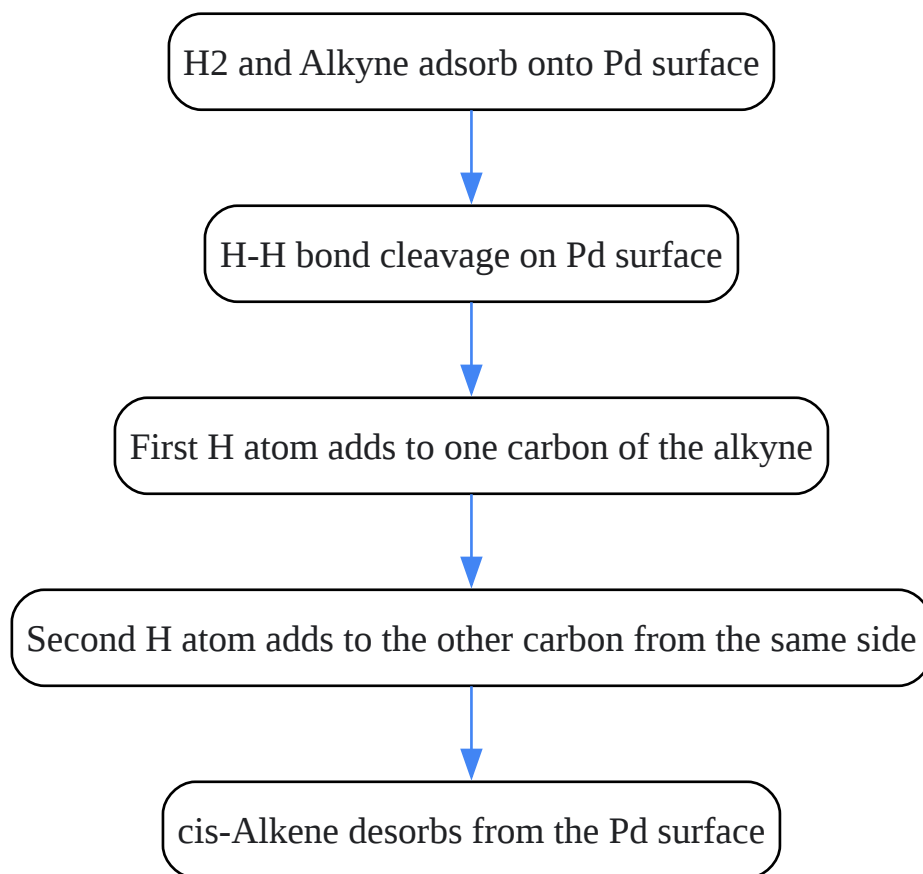 H2 and Alkyne adsorb onto Pd surface
H-H bond cleavage on Pd surface
First H atom adds to one carbon of the alkyne
Second H atom adds to the other carbon from the same side
cis-Alkene desorbs from the Pd surface